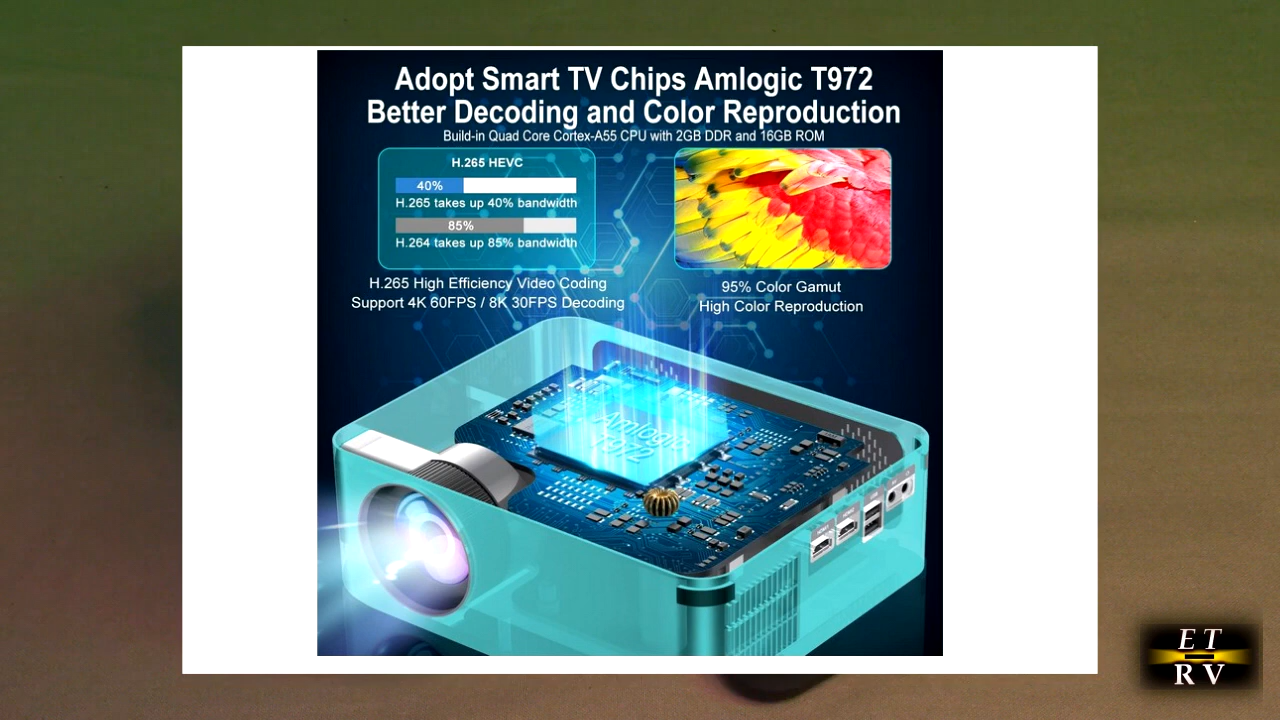 Adopt Smart TV Chips Amlogic T972
Better Decoding and Color Reproduction
Build-in Quad Core Cortex-A55 CPU with 2GB DDR and 16GB ROM
H.265 HEVC
40%
H.265 takes up 40% bandwidth
85%
H.264 takes up 85% bandwidth
H.265 High Efficiency Video Coding
Support 4K 60FPS / 8K 30FPS Decoding
95% Color Gamut
High Color Reproduction
Amlogic
T972
E T
R V